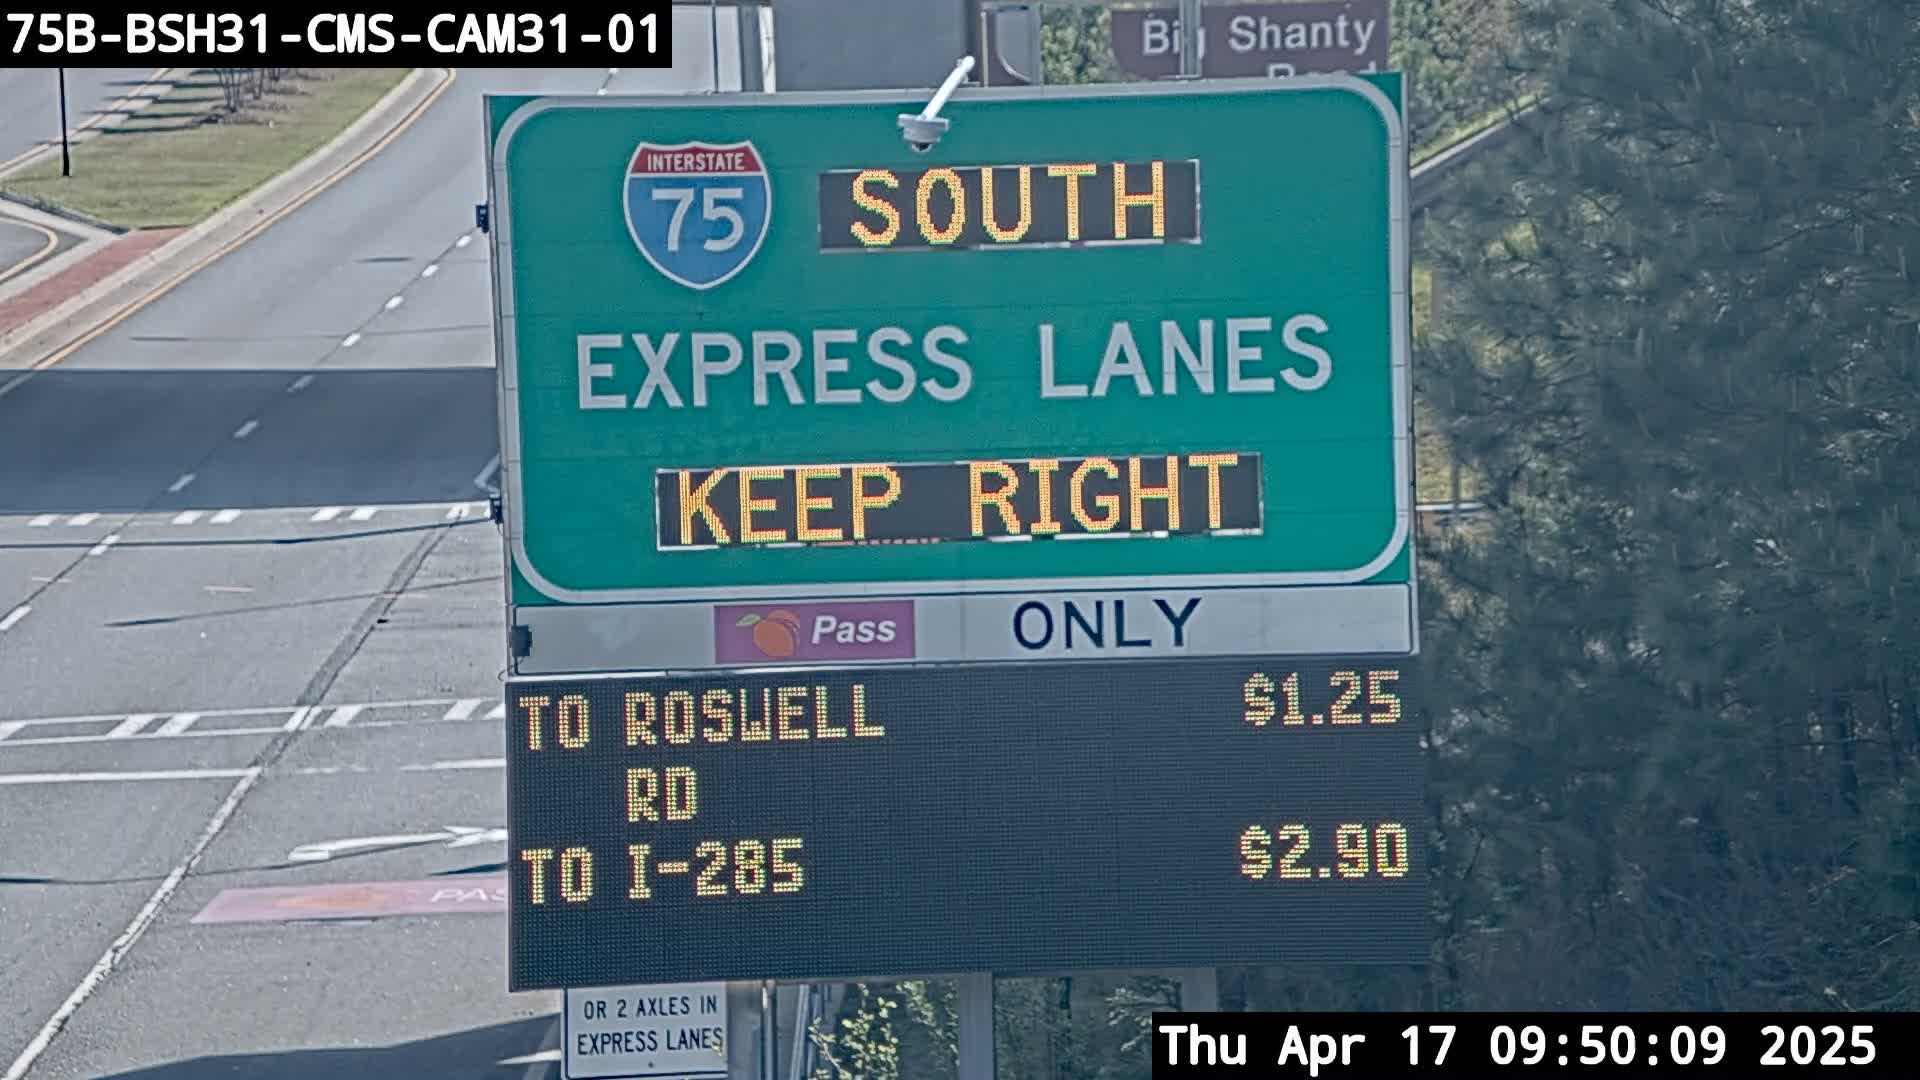 75B-BSH31-CMS-CAM31-01
Big Shanty
Road
INTERSTATE
75
SOUTH
EXPRESS LANES
KEEP RIGHT
Pass
ONLY
TO ROSWELL $1.25
RD
TO I-285 $2.90
PAS
OR 2 AXLES IN
EXPRESS LANES
Thu Apr 17 09:50:09 2025